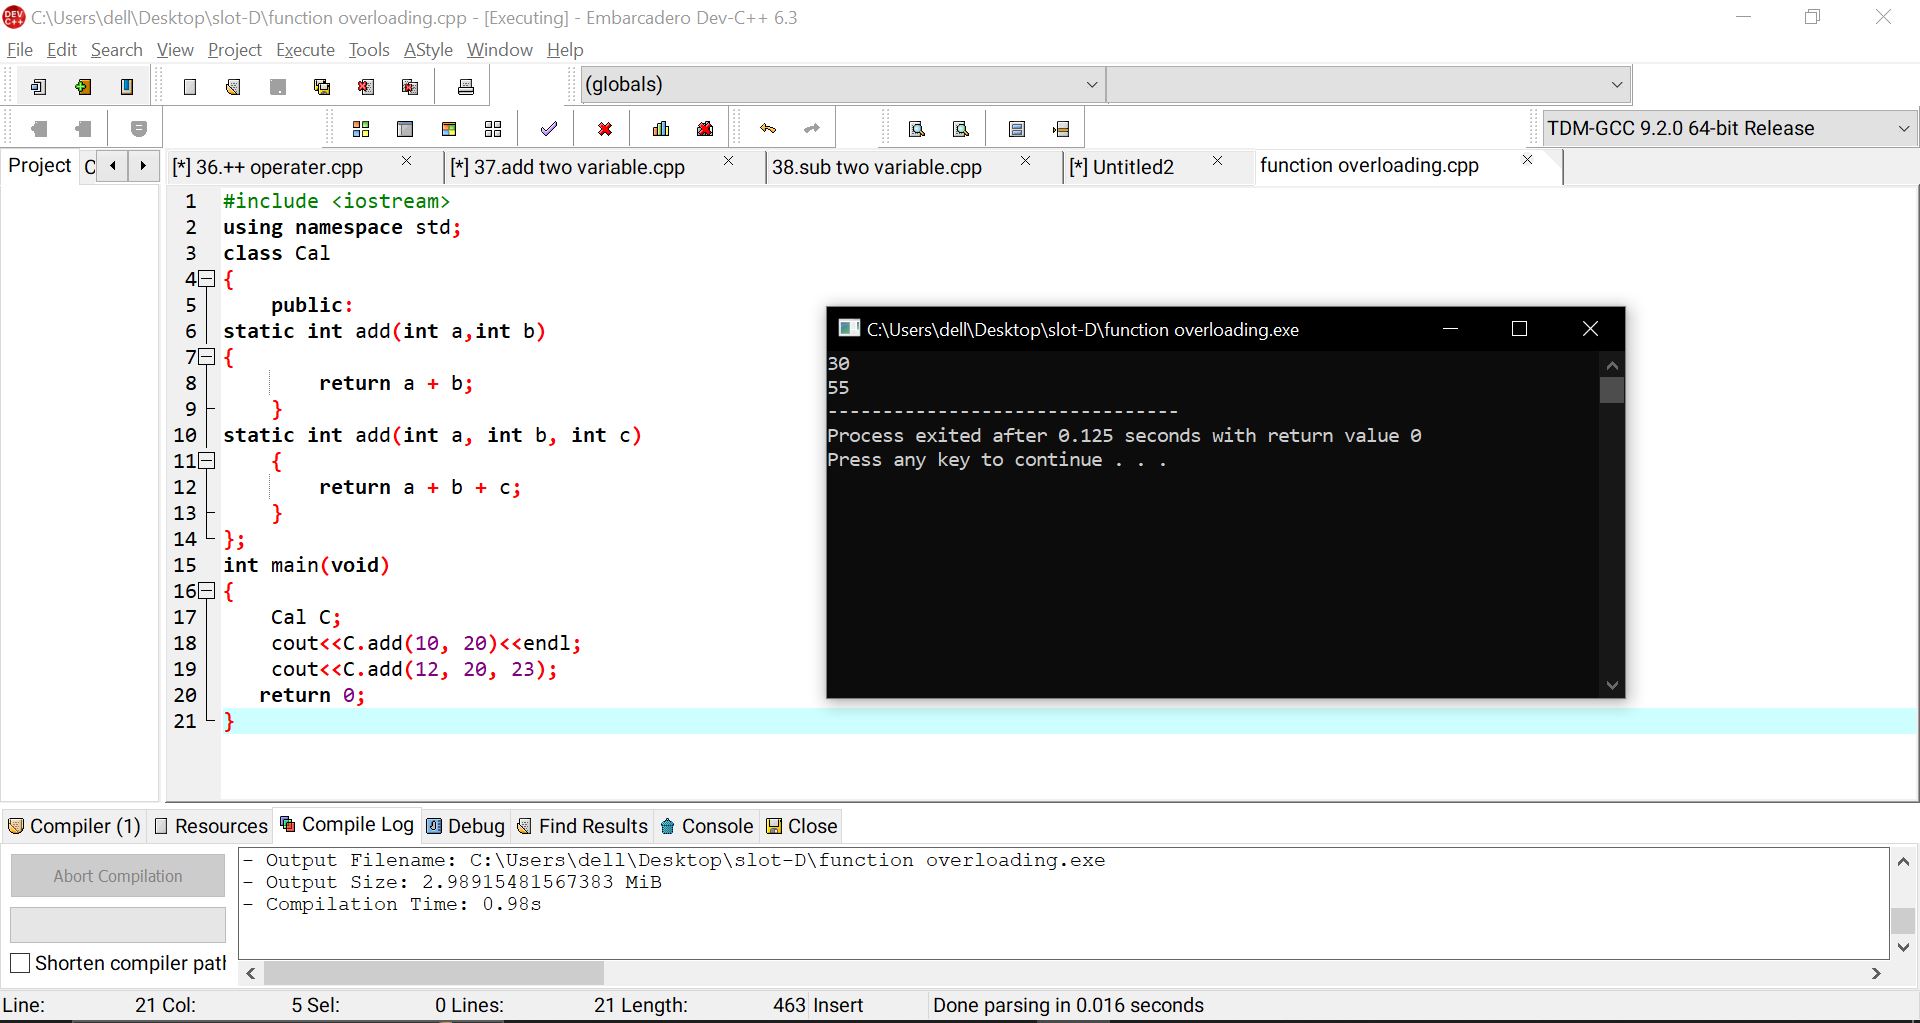 C:\Users\dell\Desktop\slot-D\function overloading.cpp - [Executing] - Embarcadero Dev-C++ 6.3
File Edit Search View Project Execute Tools AStyle Window Help
(globals)
TDM-GCC 9.2.0 64-bit Release
Project
[*] 36.++ operater.cpp [*] 37.add two variable.cpp 38.sub two variable.cpp [*] Untitled2 function overloading.cpp
1 #include <iostream>
2 using namespace std;
3 class Cal
4 {
5 public:
6 static int add(int a,int b)
7 {
8 return a + b;
9 }
10 static int add(int a, int b, int c)
11 {
12 return a + b + c;
13 }
14 };
15 int main(void)
16 {
17 Cal C;
18 cout<<C.add(10, 20)<<endl;
19 cout<<C.add(12, 20, 23);
20 return 0;
21 }
C:\Users\dell\Desktop\slot-D\function overloading.exe
30
55
--------------------------------
Process exited after 0.125 seconds with return value 0
Press any key to continue . . .
Compiler (1) Resources Compile Log Debug Find Results Console Close
Abort Compilation
Shorten compiler path
- Output Filename: C:\Users\dell\Desktop\slot-D\function overloading.exe
- Output Size: 2.98915481567383 MiB
- Compilation Time: 0.98s
Line: 21 Col: 5 Sel: 0 Lines: 21 Length: 463 Insert Done parsing in 0.016 seconds